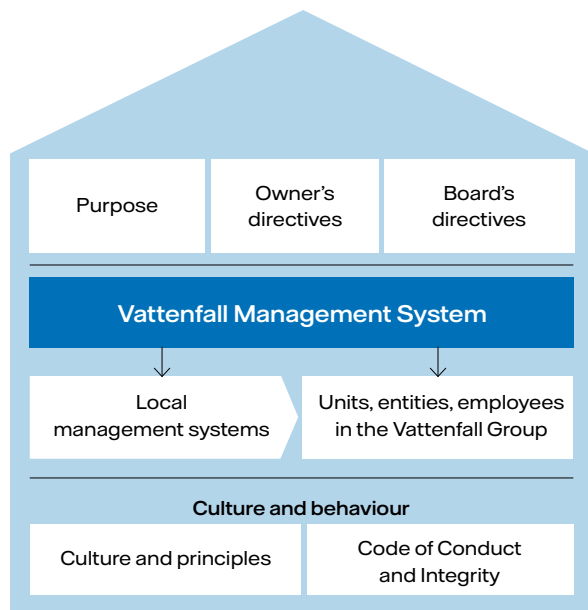 Purpose
Owner's
directives
Board's
directives
Vattenfall Management System
Local
management systems
Units, entities, employees
in the Vattenfall Group
Culture and behaviour
Culture and principles
Code of Conduct
and Integrity